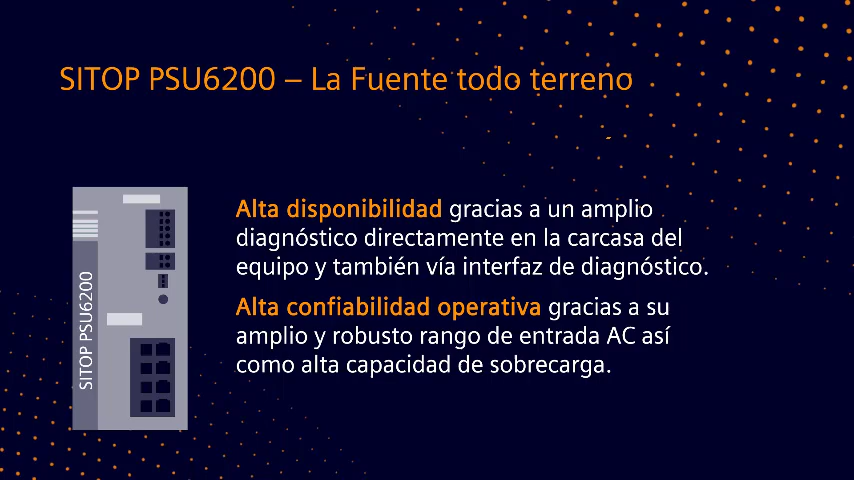 SITOP PSU6200 – La Fuente todo terreno
Alta disponibilidad gracias a un amplio
diagnóstico directamente en la carcasa del
equipo y también vía interfaz de diagnóstico.
Alta confiabilidad operativa gracias a su
amplio y robusto rango de entrada AC así
como alta capacidad de sobrecarga.
SITOP PSU6200